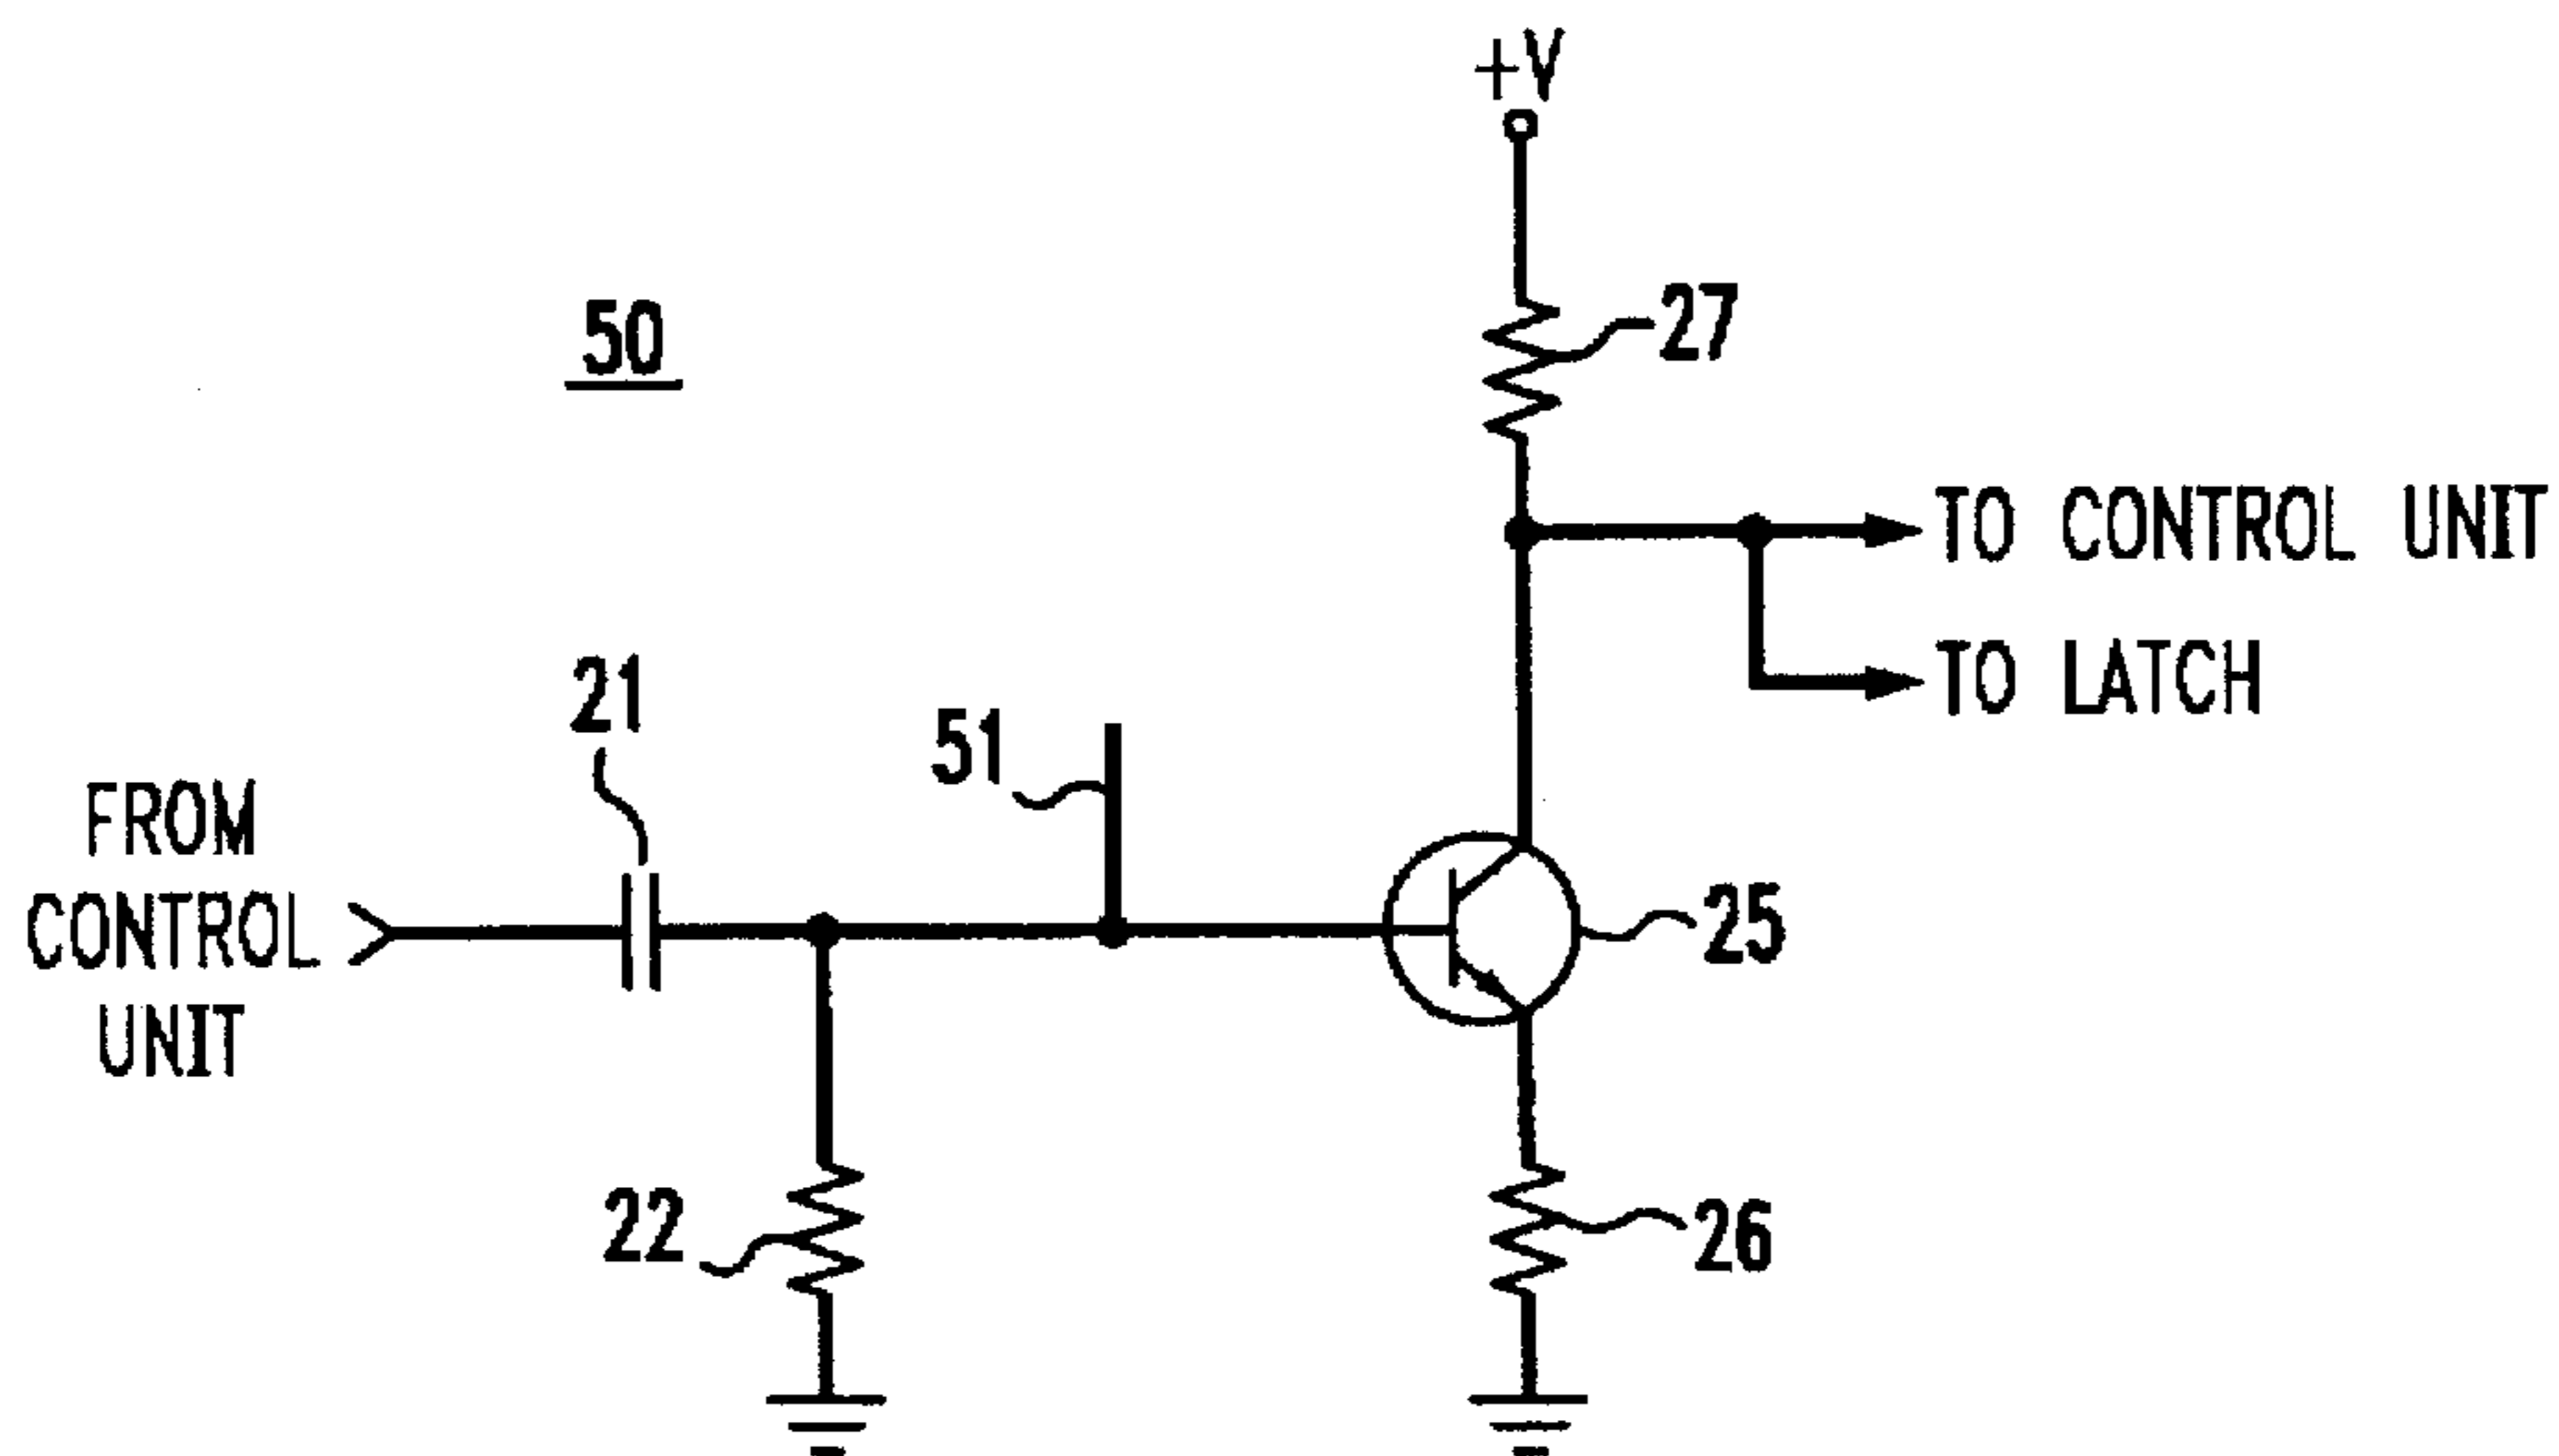 +V
50
27
TO CONTROL UNIT
TO LATCH
21
51
FROM
CONTROL
UNIT
25
22
26